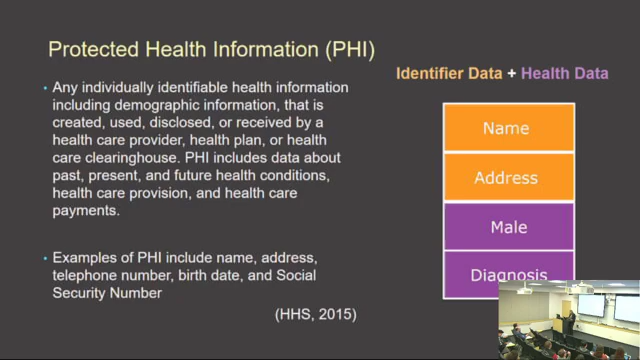 Protected Health Information (PHI)
• Any individually identifiable health information
including demographic information, that is
created, used, disclosed, or received by a
health care provider, health plan, or health
care clearinghouse. PHI includes data about
past, present, and future health conditions,
health care provision, and health care
payments.
• Examples of PHI include name, address,
telephone number, birth date, and Social
Security Number
(HHS, 2015)
Identifier Data + Health Data
Name
Address
Male
Diagnosis